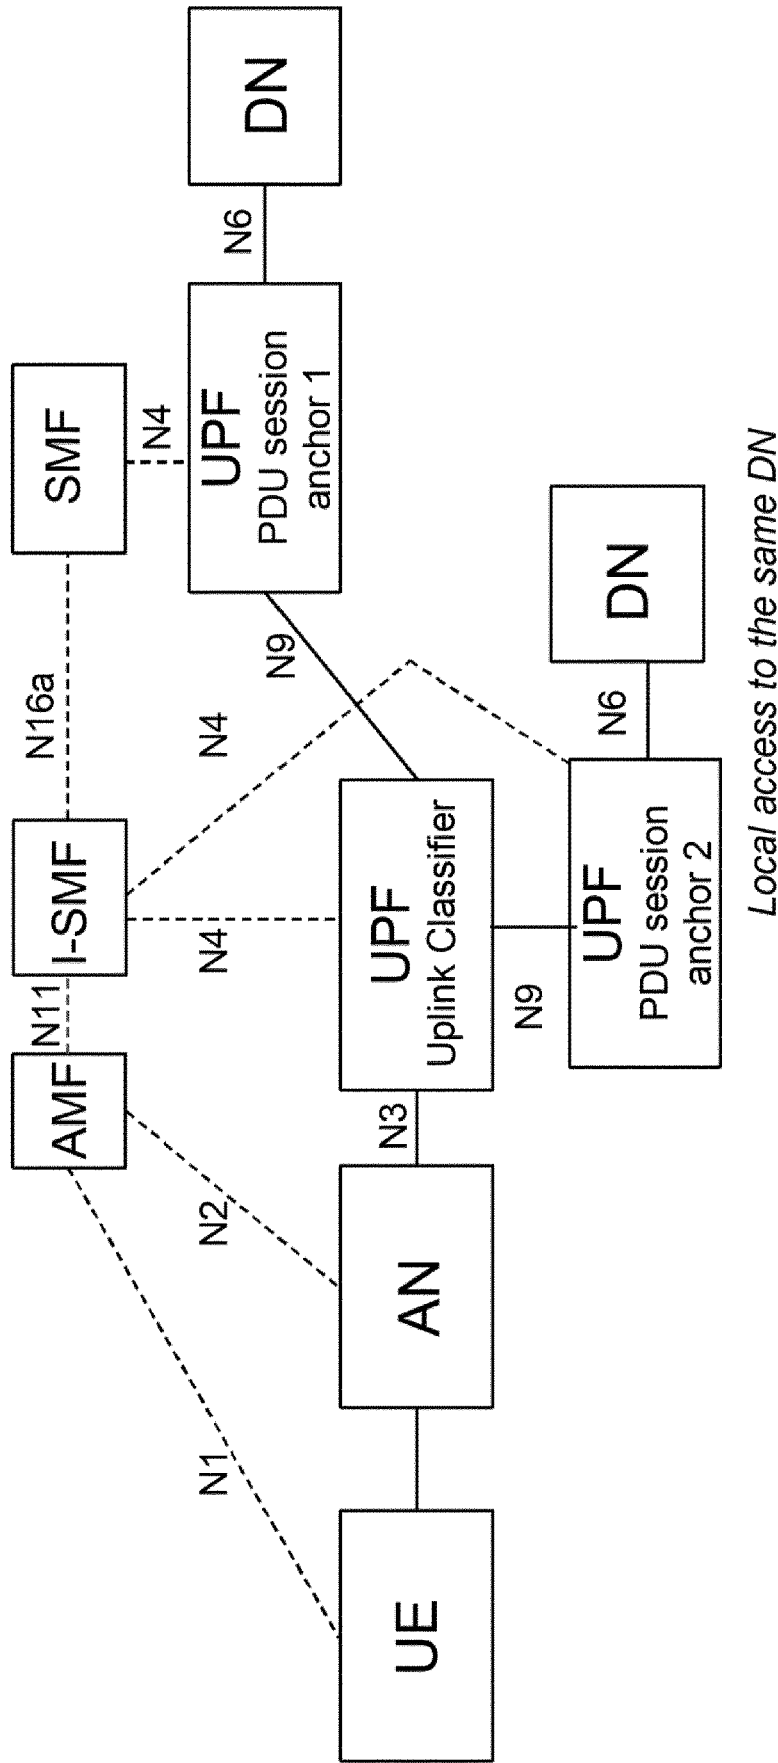 AMF
N11
I-SMF
N16a
SMF
N1
N2
N4
N4
N4
UPF
PDU session
anchor 1
N6
DN
N9
UE
AN
N3
UPF
Uplink Classifier
N9
UPF
PDU session
anchor 2
N6
DN
Local access to the same DN